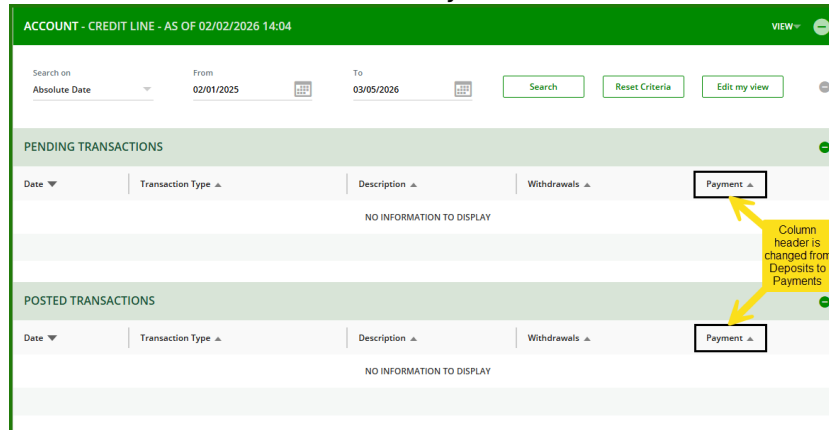 ACCOUNT - CREDIT LINE - AS OF 02/02/2026 14:04 VIEW
Search on From To
Absolute Date 02/01/2025 03/05/2026 Search Reset Criteria Edit my view
PENDING TRANSACTIONS
Date Transaction Type Description Withdrawals Payment
NO INFORMATION TO DISPLAY
Column
header is
changed from
Deposits to
Payments
POSTED TRANSACTIONS
Date Transaction Type Description Withdrawals Payment
NO INFORMATION TO DISPLAY